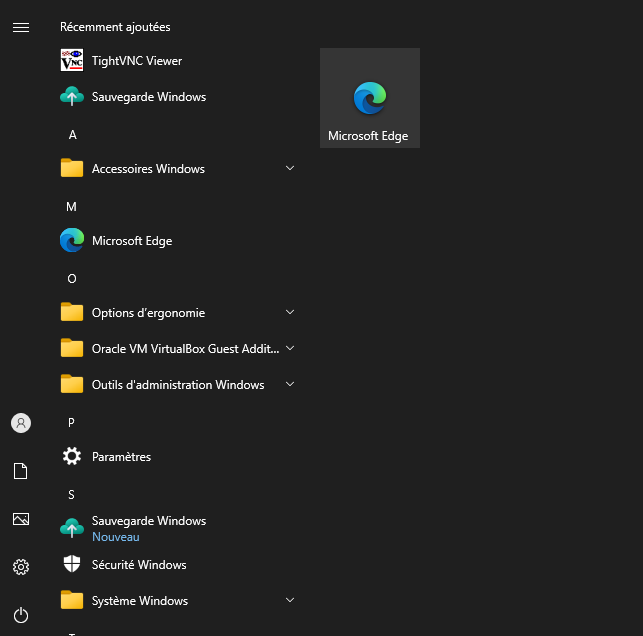 Récemment ajoutées
VNC
TightVNC Viewer
Sauvegarde Windows
A
Accessoires Windows
M
Microsoft Edge
O
Options d'ergonomie
Oracle VM VirtualBox Guest Addit...
Outils d'administration Windows
P
Paramètres
S
Sauvegarde Windows
Nouveau
Sécurité Windows
Système Windows
Microsoft Edge